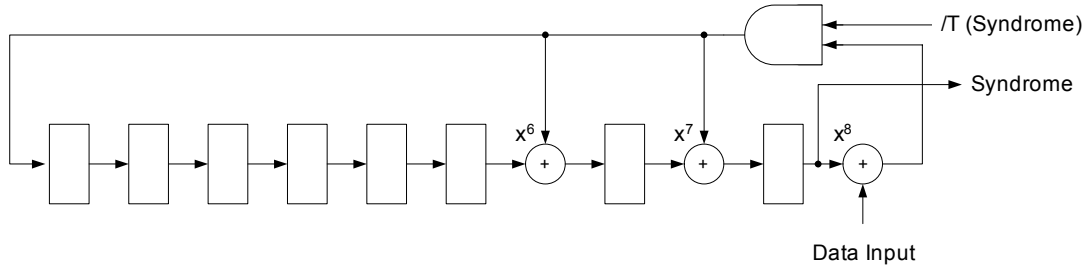 /T (Syndrome)
Syndrome
x⁶
x⁷
x⁸
+
+
+
Data Input